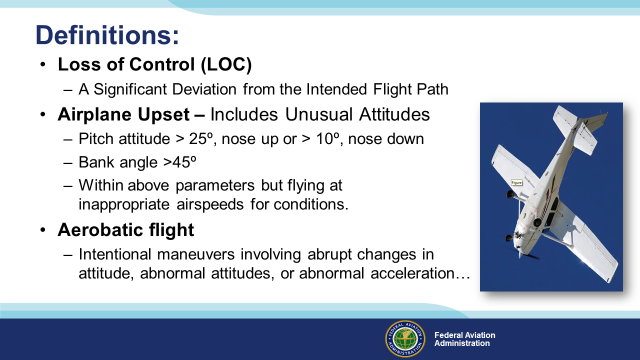 Definitions:
• Loss of Control (LOC)
– A Significant Deviation from the Intended Flight Path
• Airplane Upset – Includes Unusual Attitudes
– Pitch attitude > 25º, nose up or > 10º, nose down
– Bank angle >45º
– Within above parameters but flying at
inappropriate airspeeds for conditions.
• Aerobatic flight
– Intentional maneuvers involving abrupt changes in
attitude, abnormal attitudes, or abnormal acceleration…
Federal Aviation
Administration